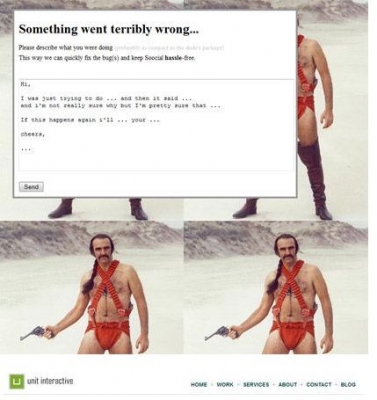 Something went terribly wrong...
Please describe what you were doing
This way we can quickly fix the bug(s) and keep Soocial hassle-free.
Hi,
I was just trying to do ... and then it said ...
and i'm not really sure why but I'm pretty sure that ...
If this happens again i'll ... your ...
cheers,
...
Send
unit interactive
HOME - WORK - SERVICES - ABOUT - CONTACT - BLOG